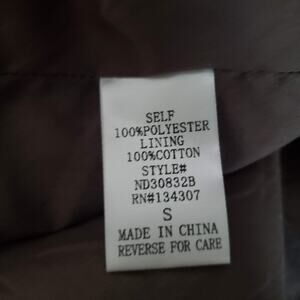 SELF
100%POLYESTER
LINING
100%COTTON
STYLE#
ND30832B
RN#134307
S
MADE IN CHINA
REVERSE FOR CARE